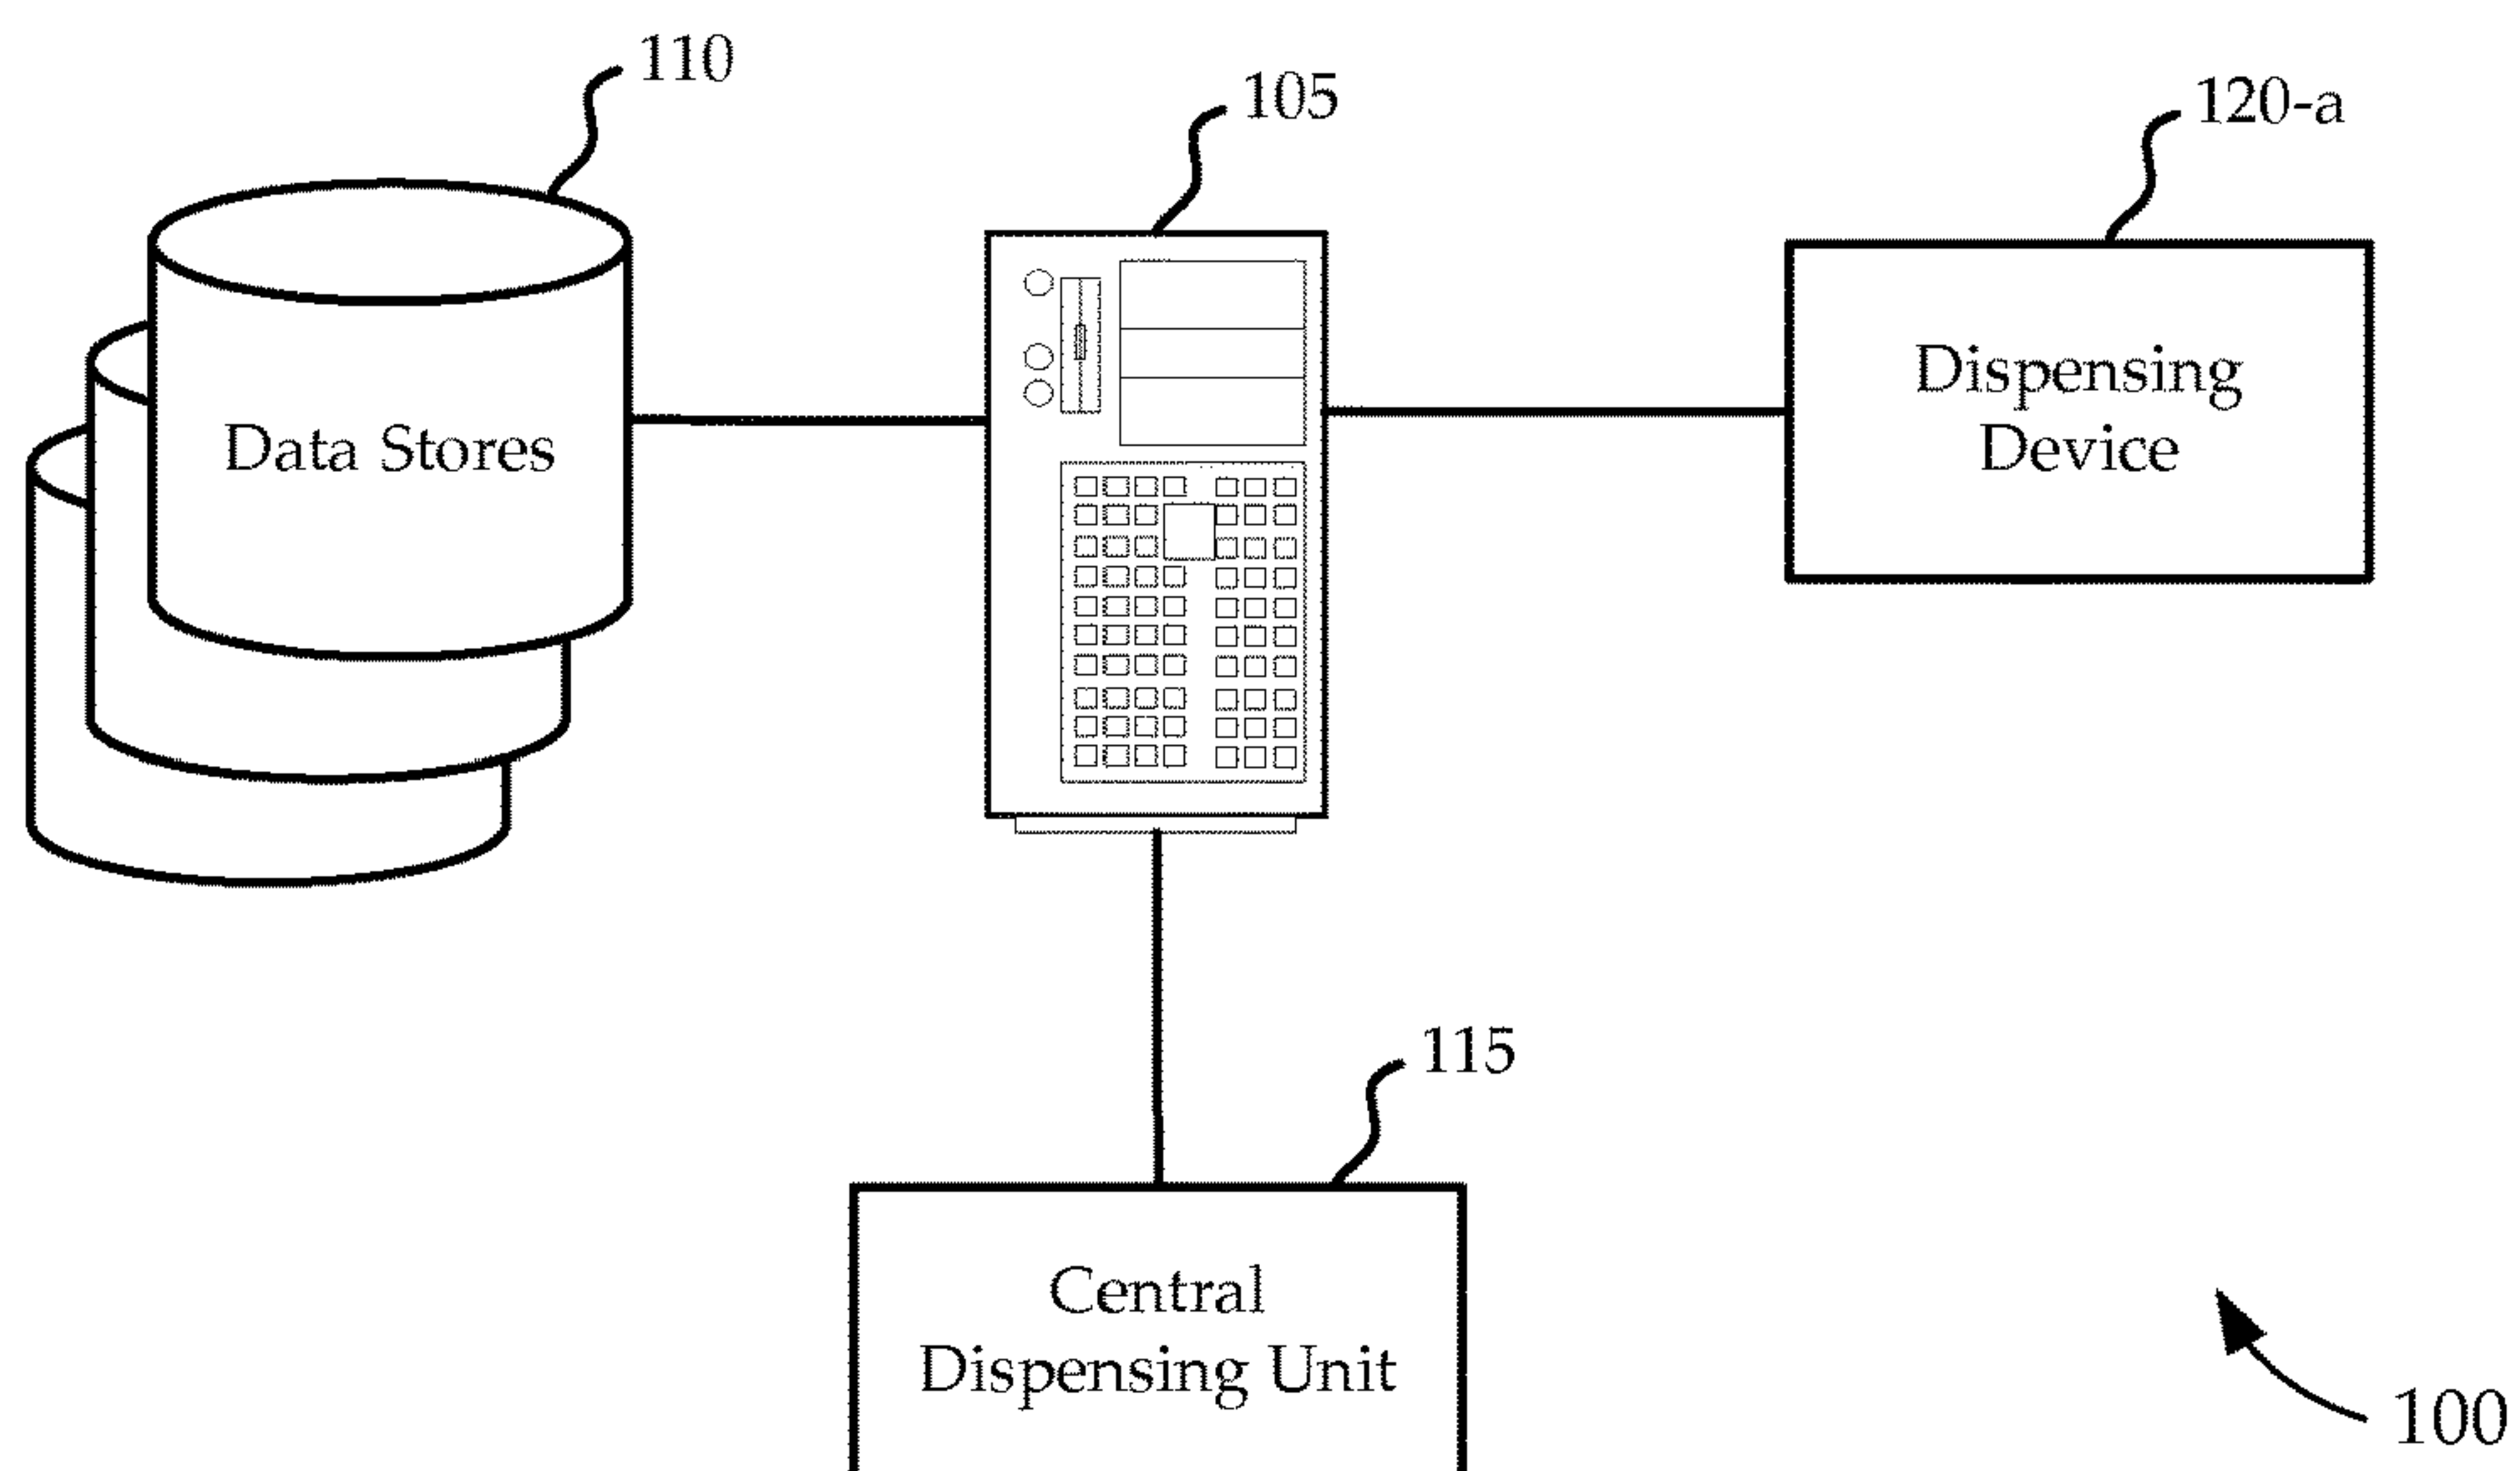 110
105
120-a
Dispensing
Device
Data Stores
115
Central
Dispensing Unit
100